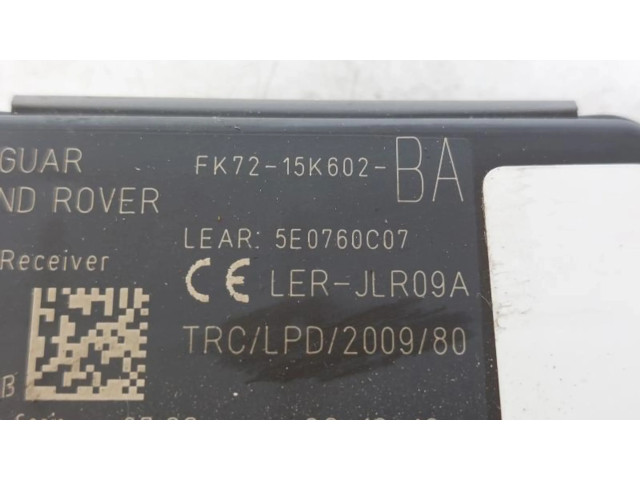 GUAR FK72-15K602-BA
ND ROVER
LEAR: 5E0760C07
Receiver
CE LER-JLR09A
TRC/LPD/2009/80
B